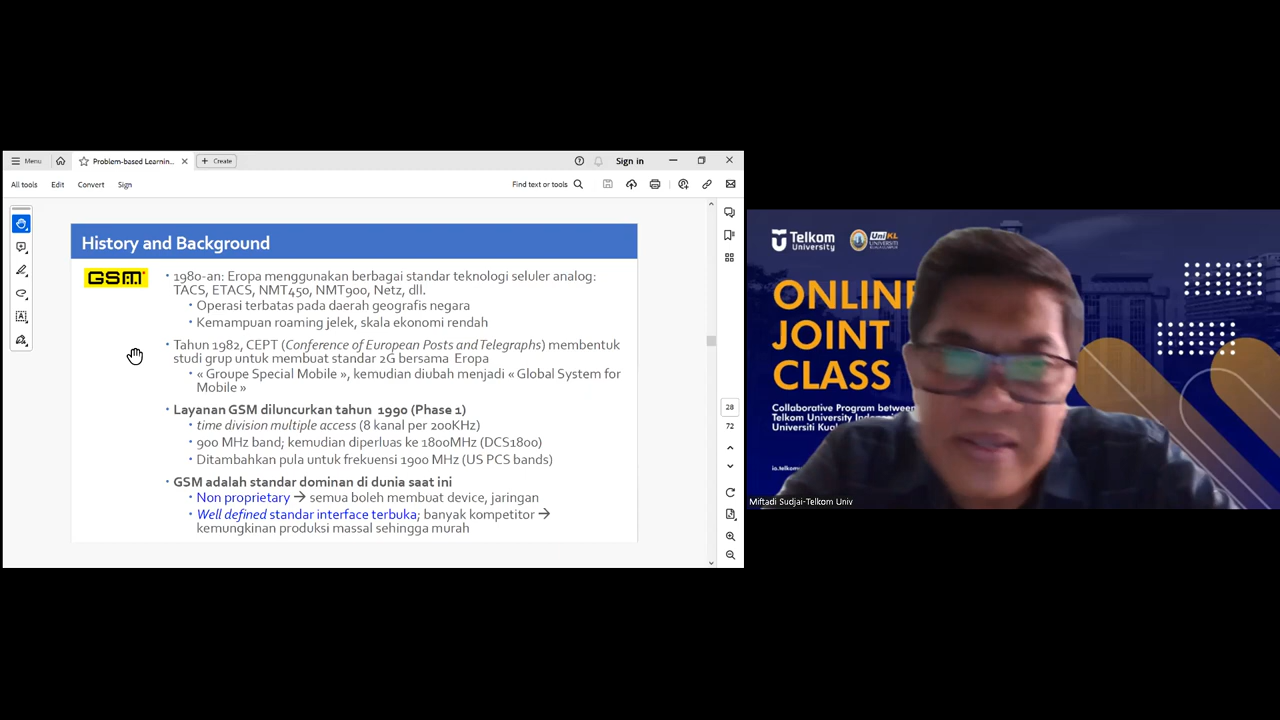 Menu
Problem-based Learnin...
Create
Sign in
All tools
Edit
Convert
Sign
Find text or tools
History and Background
GSM
• 1980-an: Eropa menggunakan berbagai standar teknologi seluler analog:
TACS, ETACS, NMT450, NMT900, Netz, dll.
• Operasi terbatas pada daerah geografis negara
• Kemampuan roaming jelek, skala ekonomi rendah
• Tahun 1982, CEPT (Conference of European Posts and Telegraphs) membentuk
studi grup untuk membuat standar 2G bersama Eropa
• « Groupe Special Mobile », kemudian diubah menjadi « Global System for
Mobile »
• Layanan GSM diluncurkan tahun 1990 (Phase 1)
• time division multiple access (8 kanal per 200KHz)
• 900 MHz band; kemudian diperluas ke 1800MHz (DCS1800)
• Ditambahkan pula untuk frekuensi 1900 MHz (US PCS bands)
• GSM adalah standar dominan di dunia saat ini
• Non proprietary → semua boleh membuat device, jaringan
• Well defined standar interface terbuka; banyak kompetitor →
kemungkinan produksi massal sehingga murah
28
72
Telkom
University
UniKL
UNIVERSITI
ONLINE
JOINT
CLASS
Collaborative Program between
Telkom University
Universiti
io.telkom
Miftadi Sudjai-Telkom Univ